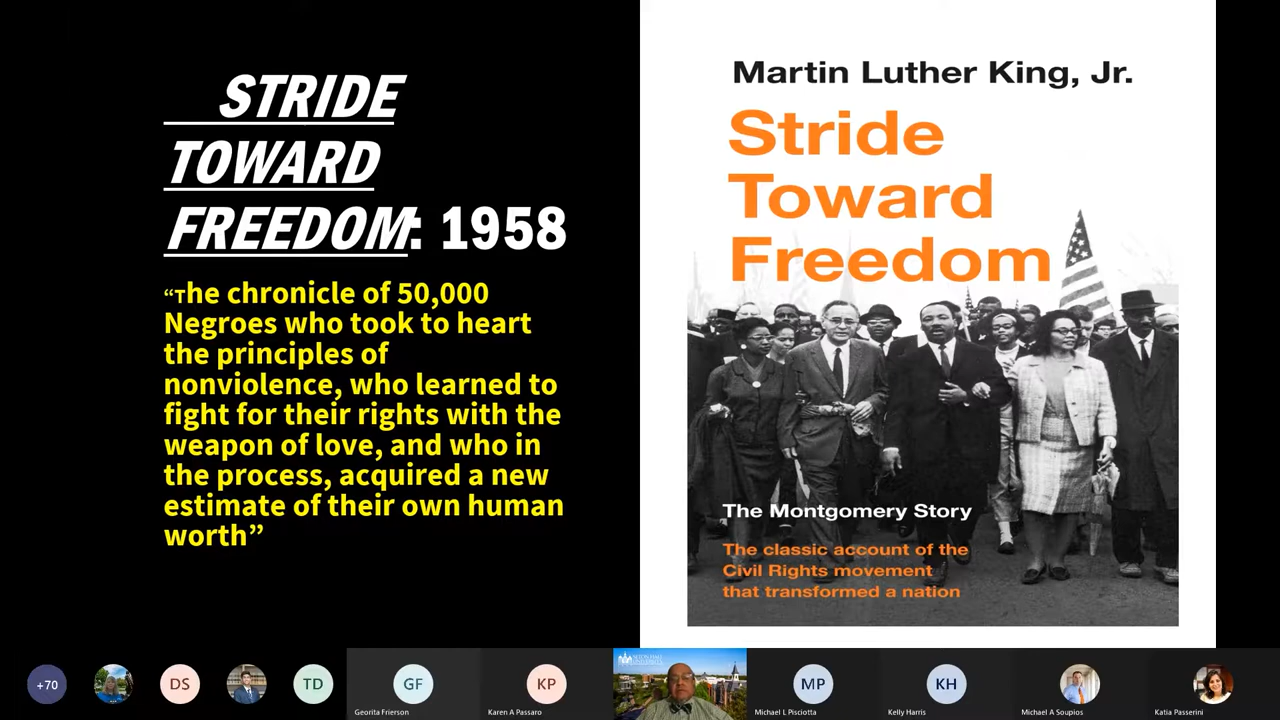 STRIDE
TOWARD
FREEDOM: 1958
“The chronicle of 50,000
Negroes who took to heart
the principles of
nonviolence, who learned to
fight for their rights with the
weapon of love, and who in
the process, acquired a new
estimate of their own human
worth”
Martin Luther King, Jr.
Stride
Toward
Freedom
The Montgomery Story
The classic account of the
Civil Rights movement
that transformed a nation
+70
DS
TD
GF
Georita Frierson
KP
Karen A Passaro
SETON HALL
UNIVERSITY
MP
Michael L Pisciotta
KH
Kelly Harris
Michael A Soupios
Katia Passerini